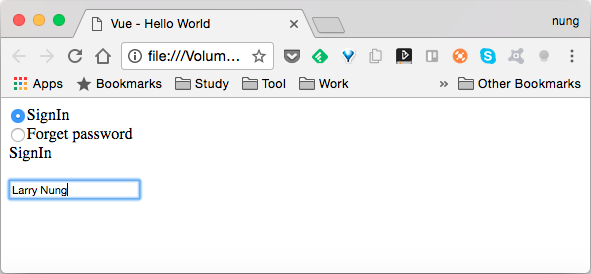 Vue - Hello World
nung
file:///Volum...
Apps Bookmarks Study Tool Work » Other Bookmarks
SignIn
Forget password
SignIn
Larry Nung